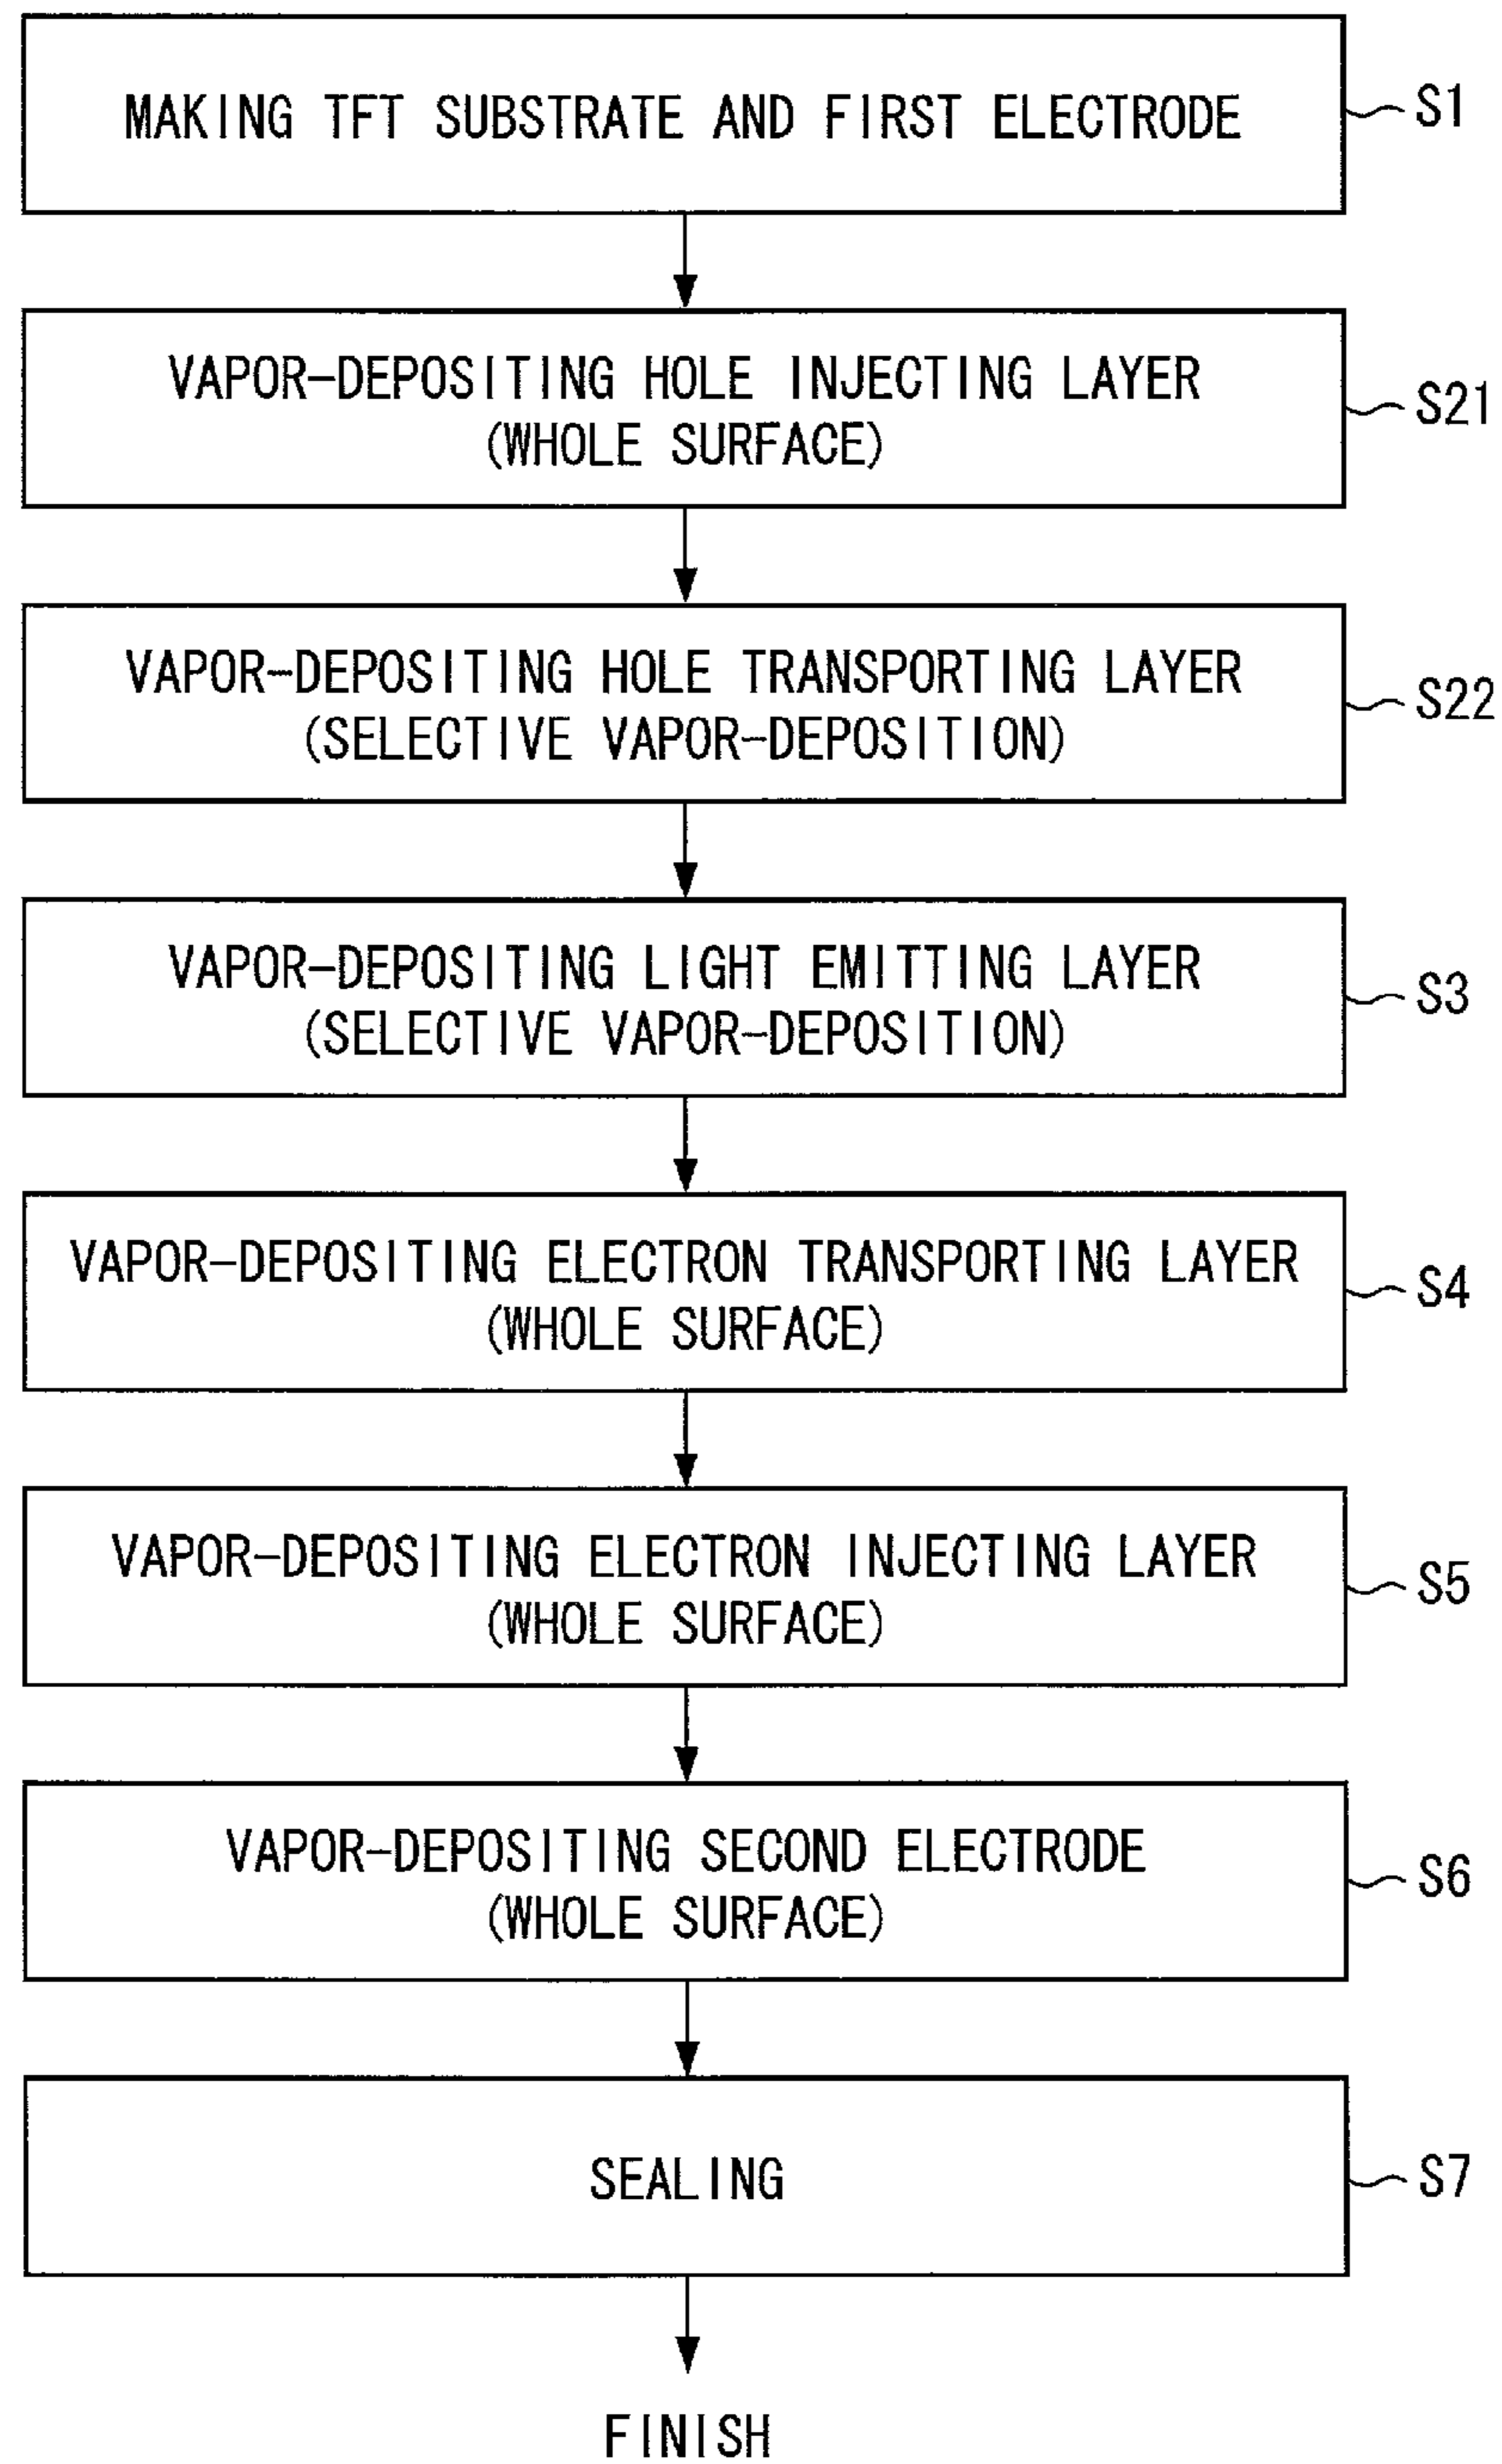 MAKING TFT SUBSTRATE AND FIRST ELECTRODE
S1
VAPOR-DEPOSITING HOLE INJECTING LAYER
(WHOLE SURFACE)
S21
VAPOR-DEPOSITING HOLE TRANSPORTING LAYER
(SELECTIVE VAPOR-DEPOSITION)
S22
VAPOR-DEPOSITING LIGHT EMITTING LAYER
(SELECTIVE VAPOR-DEPOSITION)
S3
VAPOR-DEPOSITING ELECTRON TRANSPORTING LAYER
(WHOLE SURFACE)
S4
VAPOR-DEPOSITING ELECTRON INJECTING LAYER
(WHOLE SURFACE)
S5
VAPOR-DEPOSITING SECOND ELECTRODE
(WHOLE SURFACE)
S6
SEALING
S7
FINISH